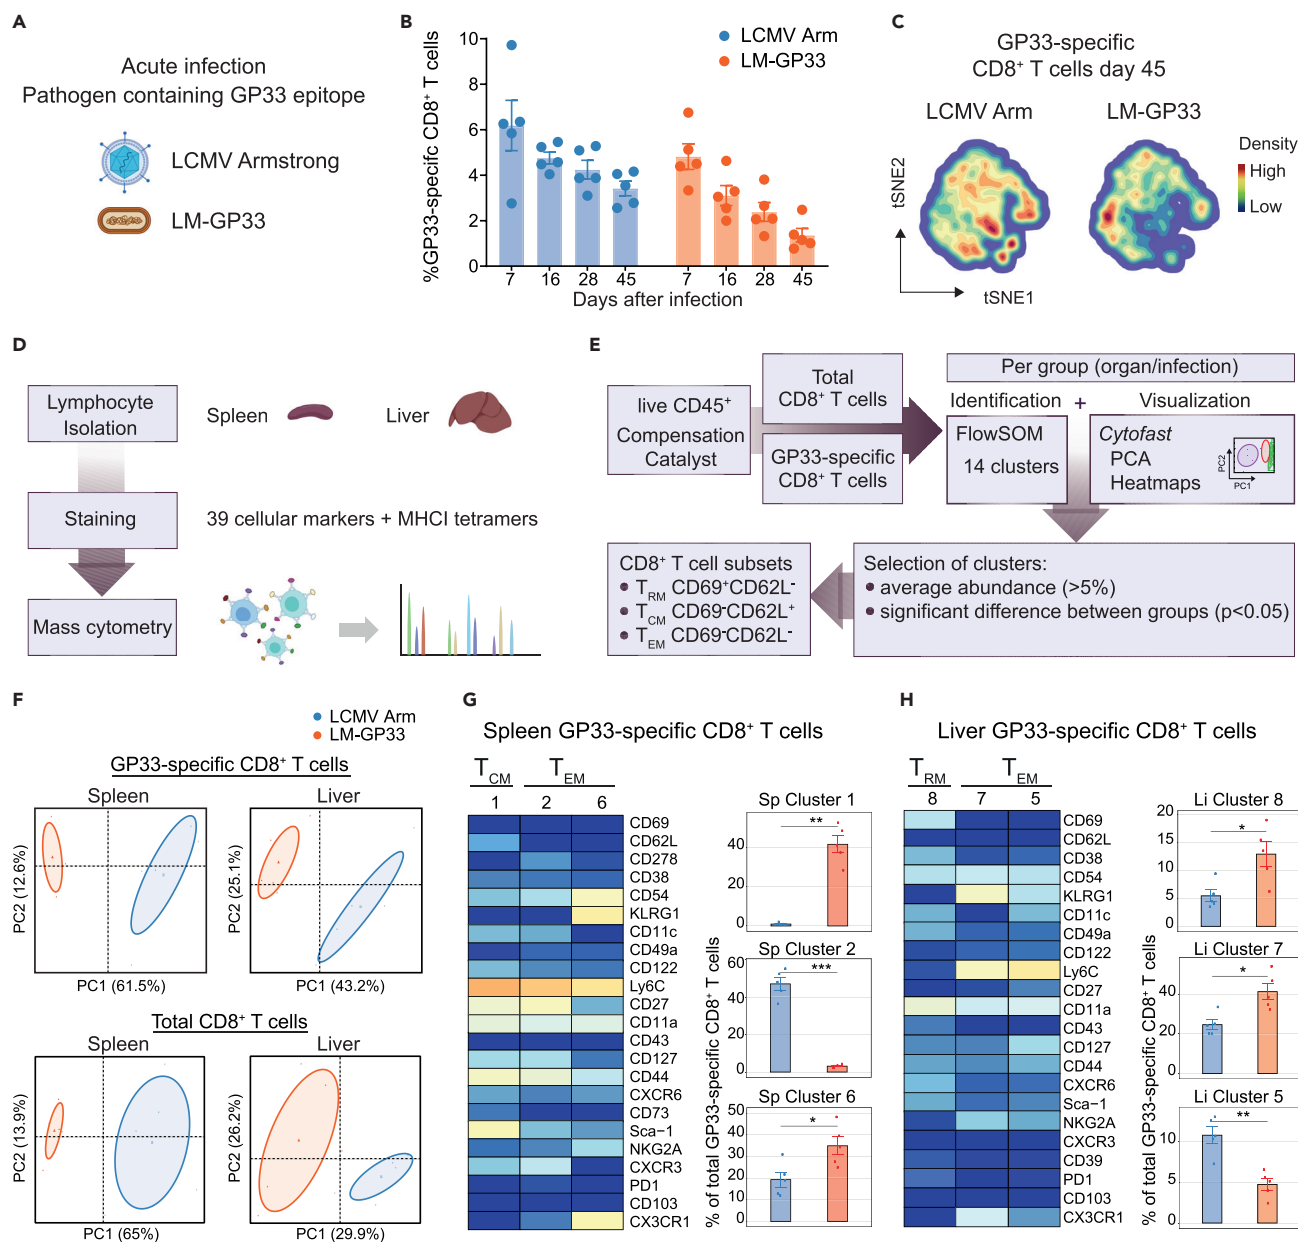 A
Acute infection
Pathogen containing GP33 epitope
LCMV Armstrong
LM-GP33
B
%GP33-specifc CD8⁺ T cells
10
8
6
4
2
0
LCMV Arm
LM-GP33
7 16 28 45 7 16 28 45
Days after infection
C
GP33-specific
CD8⁺ T cells day 45
LCMV Arm LM-GP33
Density
High
Low
tSNE2
tSNE1
D
Lymphocyte
Isolation
Spleen Liver
Staining
39 cellular markers + MHCI tetramers
Mass cytometry
E
live CD45⁺
Compensation
Catalyst
Total
CD8⁺ T cells
GP33-specific
CD8⁺ T cells
Per group (organ/infection)
Identification + Visualization
FlowSOM
14 clusters
Cytofast
PCA
Heatmaps
PC2
PC1
Selection of clusters:
average abundance (>5%)
significant difference between groups (p<0.05)
CD8⁺ T cell subsets
TRM CD69⁺CD62L⁻
TCM CD69⁻CD62L⁺
TEM CD69⁻CD62L⁻
F
LCMV Arm
LM-GP33
GP33-specific CD8⁺ T cells
Spleen Liver
PC2 (12.6%)
PC1 (61.5%)
PC2 (25.1%)
PC1 (43.2%)
Total CD8⁺ T cells
Spleen Liver
PC2 (13.9%)
PC1 (65%)
PC2 (26.2%)
PC1 (29.9%)
G
Spleen GP33-specific CD8⁺ T cells
TCM TEM
1 2 6
CD69
CD62L
CD278
CD38
CD54
KLRG1
CD11c
CD49a
CD122
Ly6C
CD27
CD11a
CD43
CD127
CD44
CXCR6
CD73
Sca−1
NKG2A
CXCR3
PD1
CD103
CX3CR1
% of total GP33-specific CD8⁺ T cells
Sp Cluster 1
**
40
20
0
Sp Cluster 2
***
60
40
20
0
Sp Cluster 6
*
50
40
30
20
10
0
H
Liver GP33-specific CD8⁺ T cells
TRM TEM
8 7 5
CD69
CD62L
CD38
CD54
KLRG1
CD11c
CD49a
CD122
Ly6C
CD27
CD11a
CD43
CD127
CD44
CXCR6
Sca−1
NKG2A
CXCR3
CD39
PD1
CD103
CX3CR1
% of total GP33-specific CD8⁺ T cells
Li Cluster 8
*
20
15
10
5
0
Li Cluster 7
*
60
40
20
0
Li Cluster 5
**
10
5
0